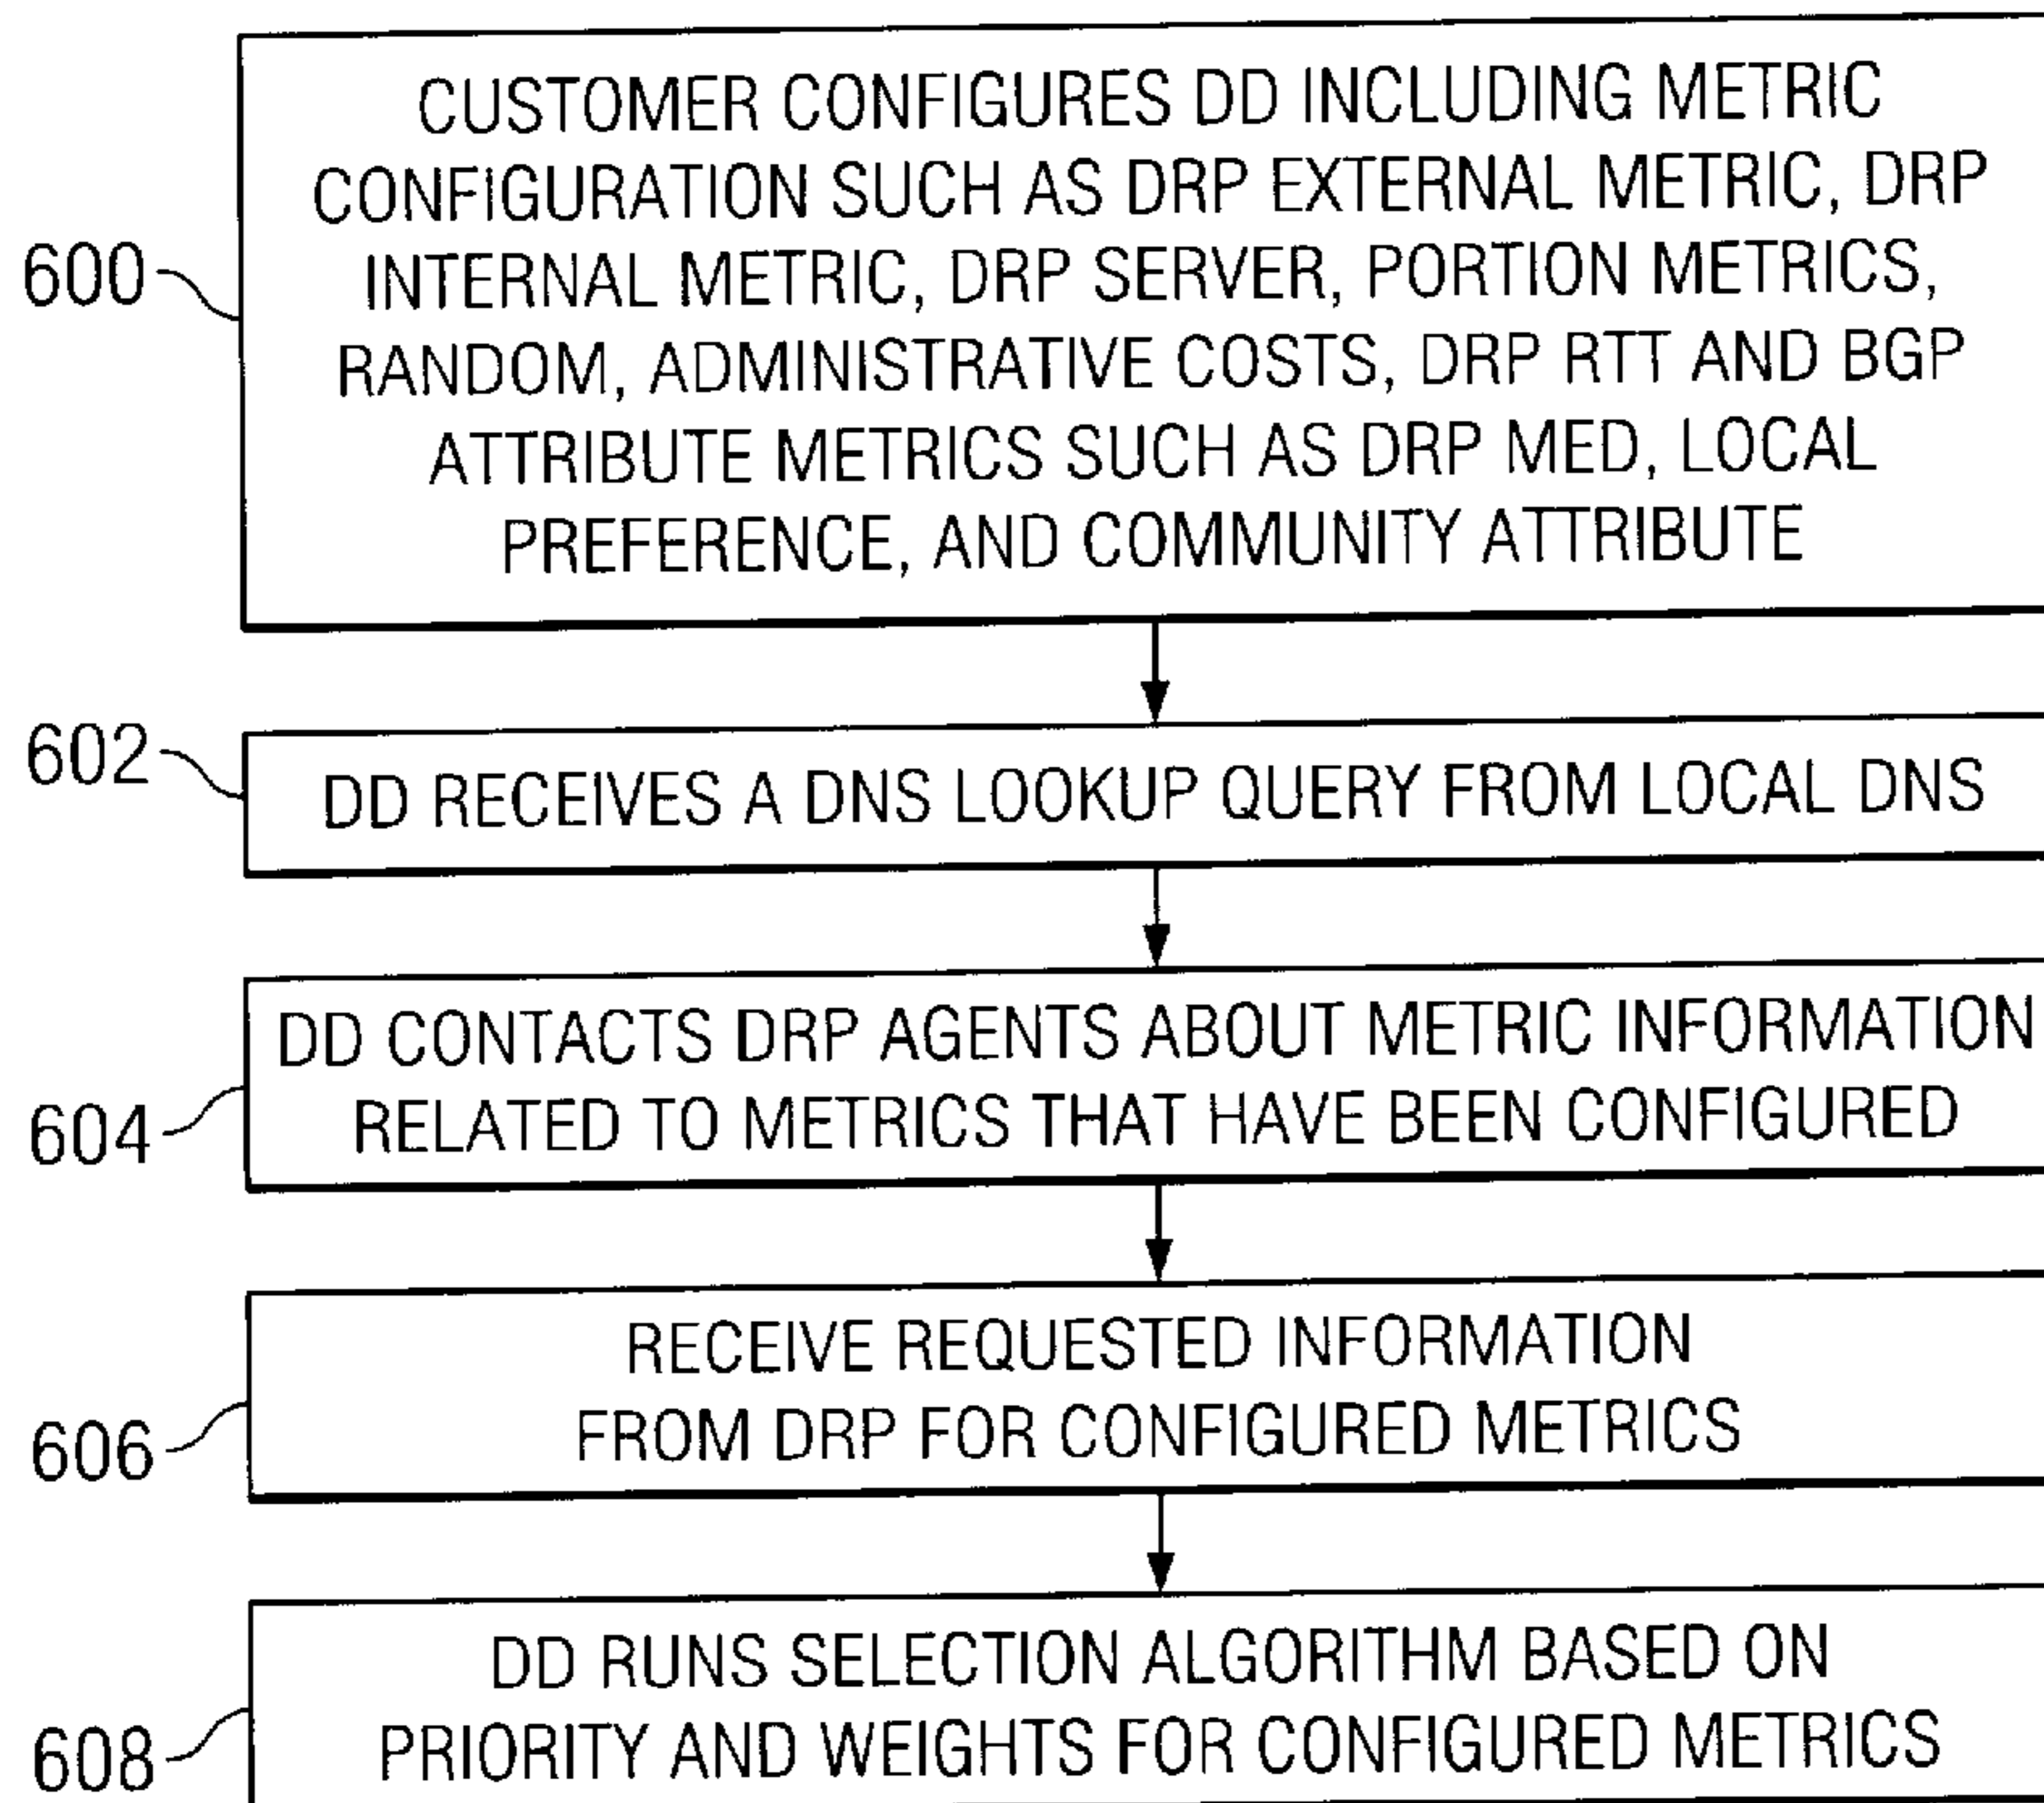 CUSTOMER CONFIGURES DD INCLUDING METRIC
CONFIGURATION SUCH AS DRP EXTERNAL METRIC, DRP
600
INTERNAL METRIC, DRP SERVER, PORTION METRICS,
RANDOM, ADMINISTRATIVE COSTS, DRP RTT AND BGP
ATTRIBUTE METRICS SUCH AS DRP MED, LOCAL
PREFERENCE, AND COMMUNITY ATTRIBUTE
602
DD RECEIVES A DNS LOOKUP QUERY FROM LOCAL DNS
DD CONTACTS DRP AGENTS ABOUT METRIC INFORMATION
604
RELATED TO METRICS THAT HAVE BEEN CONFIGURED
RECEIVE REQUESTED INFORMATION
606
FROM DRP FOR CONFIGURED METRICS
DD RUNS SELECTION ALGORITHM BASED ON
608
PRIORITY AND WEIGHTS FOR CONFIGURED METRICS